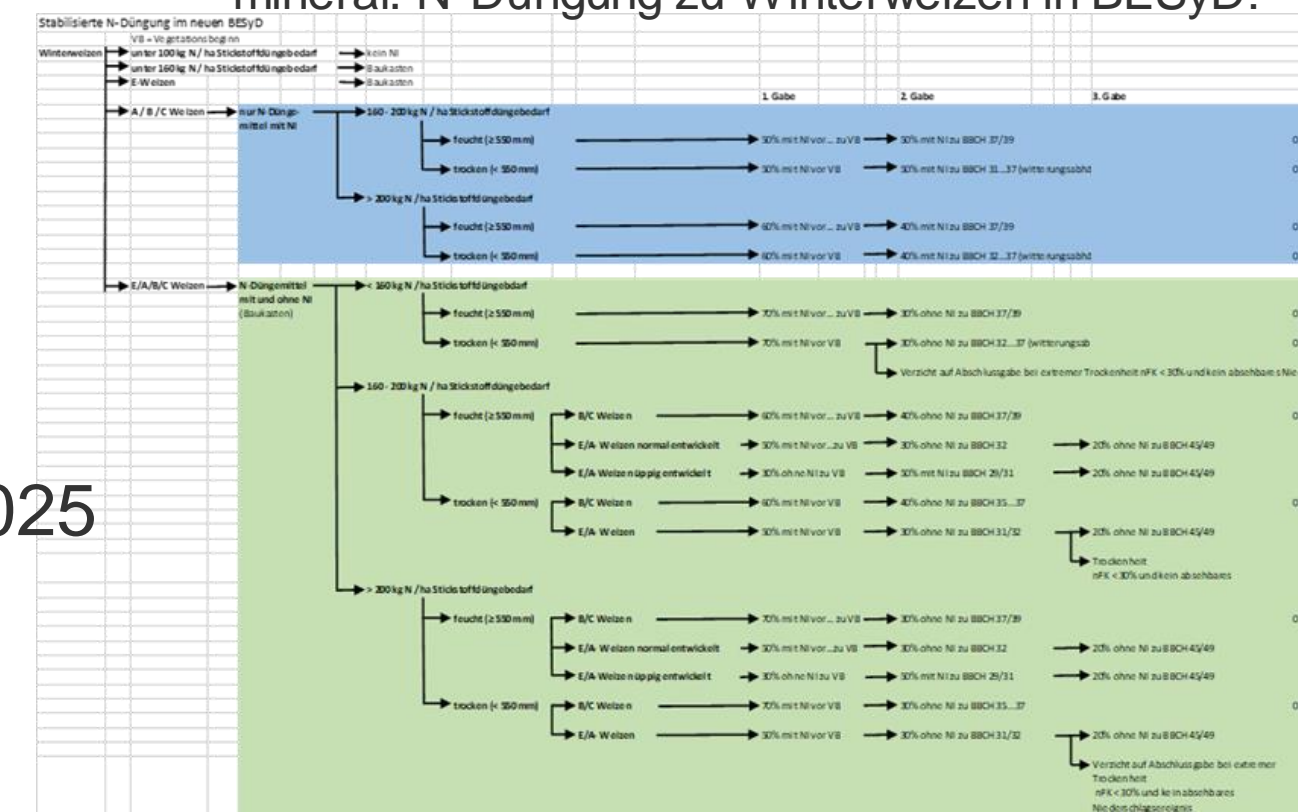 mineral. N-Düngung zu Winterweizen in BESyD:
Stabilisierte N-Düngung im neuen BESyD
VB = Vegetationsbeginn
Winterweizen unter 100 kg N / ha Stickstoffdüngebedarf kein NI
unter 160 kg N / ha Stickstoffdüngebedarf Baukasten
E-Weizen Baukasten
1. Gabe 2. Gabe 3. Gabe
A / B / C Weizen nur N-Dünge- 160 - 200 kg N / ha Stickstoffdüngebedarf
mittel mit NI
feucht (≥ 550 mm) 50% mit NI vor... zu VB 50% mit NI zu BBCH 37/39 0
trocken (< 550 mm) 50% mit NI vor VB 50% mit NI zu BBCH 31...37 (witterungsabhä 0
> 200 kg N / ha Stickstoffdüngebedarf
feucht (≥ 550 mm) 60% mit NI vor... zu VB 40% mit NI zu BBCH 37/39 0
trocken (< 550 mm) 60% mit NI vor VB 40% mit NI zu BBCH 32...37 (witterungsabhä 0
E/A/B/C Weizen N-Düngemittel < 160 kg N / ha Stickstoffdüngebdarf
mit und ohne NI
(Baukasten) feucht (≥ 550 mm) 70% mit NI vor... zu VB 30% ohne NI zu BBCH 37/39 0
trocken (< 550 mm) 70% mit NI vor VB 30% ohne NI zu BBCH 32...37 (witterungsab 0
Verzicht auf Abschlussgabe bei extremer Trockenheit nFK < 30% und kein absehbares Nie
160 - 200 kg N / ha Stickstoffdüngebedarf
feucht (≥ 550 mm) B/C Weizen 60% mit NI vor... zu VB 40% ohne NI zu BBCH 37/39 0
E/A- Weizen normal entwickelt 50% mit NI vor...zu VB 30% ohne NI zu BBCH 32 20% ohne NI zu BBCH 45/49
E/A- Weizen üppig entwickelt 30% ohne NI zu VB 50% mit NI zu BBCH 29/31 20% ohne NI zu BBCH 45/49
025
trocken (< 550 mm) B/C Weizen 60% mit NI vor VB 40% ohne NI zu BBCH 35...37 0
E/A- Weizen 50% mit NI vor VB 30% ohne NI zu BBCH 31/32 20% ohne NI zu BBCH 45/49
Trockenheit
nFK < 30% und kein absehbares
> 200 kg N / ha Stickstoffdüngebedarf
feucht (≥ 550 mm) B/C Weizen 70% mit NI vor... zu VB 30% ohne NI zu BBCH 37/39 0
E/A- Weizen normal entwickelt 50% mit NI vor...zu VB 30% ohne NI zu BBCH 32 20% ohne NI zu BBCH 45/49
E/A- Weizen üppig entwickelt 30% ohne NI zu VB 50% mit NI zu BBCH 29/31 20% ohne NI zu BBCH 45/49
trocken (< 550 mm) B/C Weizen 70% mit NI vor VB 30% ohne NI zu BBCH 35...37 0
E/A- Weizen 50% mit NI vor VB 30% ohne NI zu BBCH 31/32 20% ohne NI zu BBCH 45/49
Verzicht auf Abschlussgabe bei extremer
Trockenheit
nFK < 30% und kein absehbares
Niederschlagsereignis